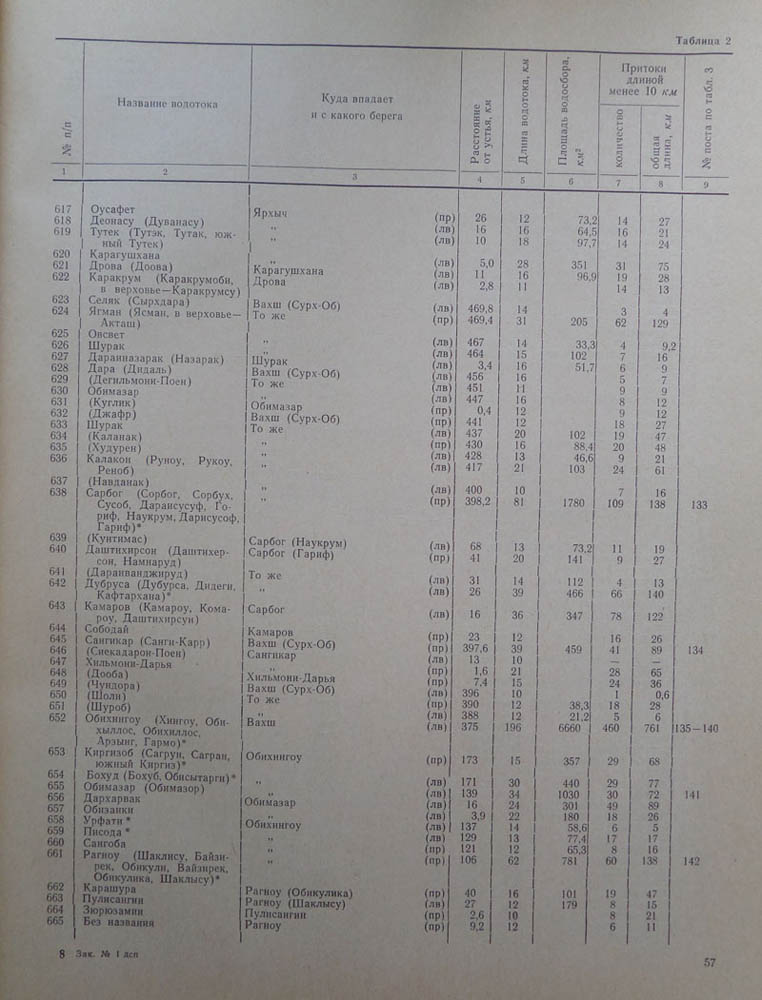 Таблица 2
№ п/п
Название водотока
Куда впадает
и с какого берега
Расстояние
от устья, км
Длина водотока, км
Площадь водосбора,
км²
Притоки
длиной
менее 10 км
количество
общая
длина, км
№ поста по табл. 3
1 2 3 4 5 6 7 8 9
617 Оусафет Ярхыч (пр) 26 12 73,2 14 27
618 Деонасу (Дуванасу) „ (лв) 16 16 64,5 16 21
619 Тутек (Тутэк, Тутак, юж- „ (лв) 10 18 97,7 14 24
ный Тутек)
620 Карагушхана „ (лв) 5,0 28 351 31 75
621 Дрова (Доова) Карагушхана (лв) 11 16 96,9 19 28
622 Каракрум (Каракрумоби, Дрова (лв) 2,8 11 14 13
в верховье—Каракрумсу)
623 Селяк (Сырхдара) Вахш (Сурх-Об) (лв) 469,8 14 3 4
624 Ягман (Ясман, в верховье— То же (пр) 469,4 31 205 62 129
Акташ)
625 Онсвет „ (лв) 467 14 33,3 4 9,2
626 Шурак „ (лв) 464 15 102 7 16
627 Дараиназарак (Назарак) Шурак (лв) 3,4 16 51,7 6 9
628 Дара (Дидаль) Вахш (Сурх-Об) (лв) 456 16 5 7
629 (Дегильмони-Поен) То же (лв) 451 11 9 9
630 Обимазар „ (лв) 447 16 8 12
631 (Куглик) Обимазар (пр) 0,4 12 9 12
632 (Джафр) Вахш (Сурх-Об) (пр) 441 12 18 27
633 Шурак То же (лв) 437 20 102 19 47
634 (Каланак) „ (пр) 430 16 88,4 20 48
635 (Худурен) „ (лв) 428 13 46,6 9 21
636 Калакон (Руноу, Рукоу, „ (лв) 417 21 103 24 61
Реноб)
637 (Навданак) „ (лв) 400 10 7 16
638 Сарбог (Сорбог, Сорбух, „ (пр) 398,2 81 1780 109 138 133
Сусоб, Дараисусуф, Го-
риф, Наукрум, Дарисусоф,
Гариф)*
639 (Кунтимас) Сарбог (Наукрум) (лв) 68 13 73,2 11 19
640 Даштихирсон (Даштихер- Сарбог (Гариф) (пр) 41 20 141 9 27
сон, Намнаруд)
641 (Дараиванджируд) То же (лв) 31 14 112 4 13
642 Дубруса (Дубурса, Дидеги, „ (лв) 26 39 466 66 140
Кафтархана)*
643 Камаров (Камароу, Кома- Сарбог (лв) 16 36 347 78 122
роу, Даштихирсун)
644 Сободай Камаров (пр) 23 12 16 26
645 Сангикар (Санги-Карр) Вахш (Сурх-Об) (пр) 397,6 39 459 41 89 134
646 (Сиекадарои-Поен) Сангикар (лв) 13 10 — —
647 Хильмони-Дарья „ (пр) 1,6 21 28 65
648 (Дооба) Хильмони-Дарья (пр) 7,4 15 24 36
649 (Чундора) Вахш (Сурх-Об) (лв) 396 10 1 0,6
650 (Шоли) То же (пр) 390 12 38,3 18 28
651 (Шуроб) „ (лв) 388 12 21,2 5 6
652 Обихингоу (Хингоу, Оби- Вахш (лв) 375 196 6660 460 761 135—140
хыллос, Обихиллос,
Арзынг, Гармо)*
653 Киргизоб (Сагрун, Сагран, Обихингоу (пр) 173 15 357 29 68
южный Киргиз)*
654 Бохуд (Бохуб, Обисытарги)* „ (лв) 171 30 440 29 77
655 Обимазар (Обимазор) „ (лв) 139 34 1030 30 72 141
656 Дархарвак Обимазар (лв) 16 24 301 49 89
657 Обизанки „ (лв) 3,9 22 180 18 26
658 Урфати * Обихингоу (лв) 137 14 58,6 6 5
659 Писода * „ (лв) 129 13 77,4 17 17
660 Сангоба „ (пр) 121 12 65,3 8 16
661 Рагноу (Шаклису, Байзи- „ (пр) 106 62 781 60 138 142
рек, Обикули, Вайзирек,
Обикулика, Шаклысу)*
662 Карашура Рагноу (Обикулика) (пр) 40 16 101 19 47
663 Пулисангин Рагноу (Шаклысу) (лв) 27 12 179 8 15
664 Зюрюзамин Пулисангин (пр) 2,6 10 8 21
665 Без названия Рагноу (пр) 9,2 12 6 11
8 Зак. № 1 дсп
57